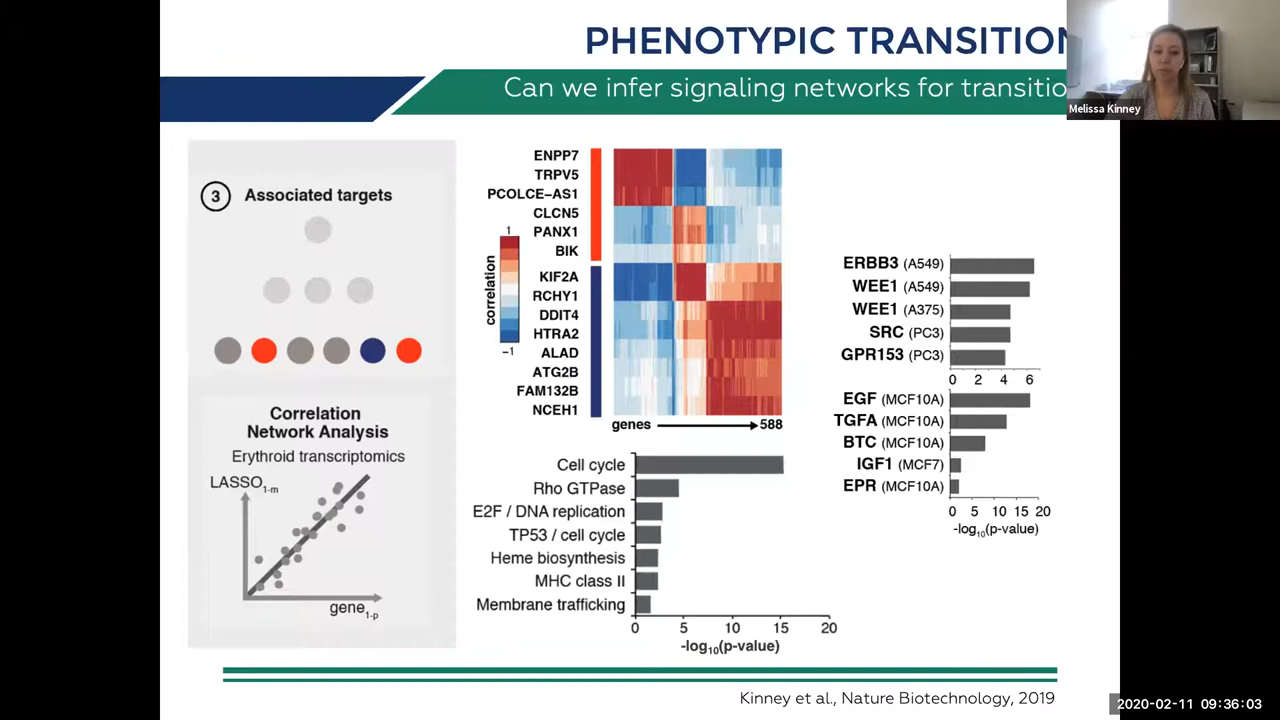 PHENOTYPIC TRANSITION
Can we infer signaling networks for transitio
Melissa Kinney
3 Associated targets
Correlation
Network Analysis
Erythroid transcriptomics
LASSO1-m
gene1-p
ENPP7
TRPV5
PCOLCE-AS1
CLCN5
PANX1
BIK
KIF2A
RCHY1
DDIT4
HTRA2
ALAD
ATG2B
FAM132B
NCEH1
1
correlation
-1
genes 588
Cell cycle
Rho GTPase
E2F / DNA replication
TP53 / cell cycle
Heme biosynthesis
MHC class II
Membrane trafficking
0 5 10 15 20
-log10(p-value)
ERBB3 (A549)
WEE1 (A549)
WEE1 (A375)
SRC (PC3)
GPR153 (PC3)
0 2 4 6
EGF (MCF10A)
TGFA (MCF10A)
BTC (MCF10A)
IGF1 (MCF7)
EPR (MCF10A)
0 5 10 15 20
-log10(p-value)
Kinney et al., Nature Biotechnology, 2019
2020-02-11 09:36:03